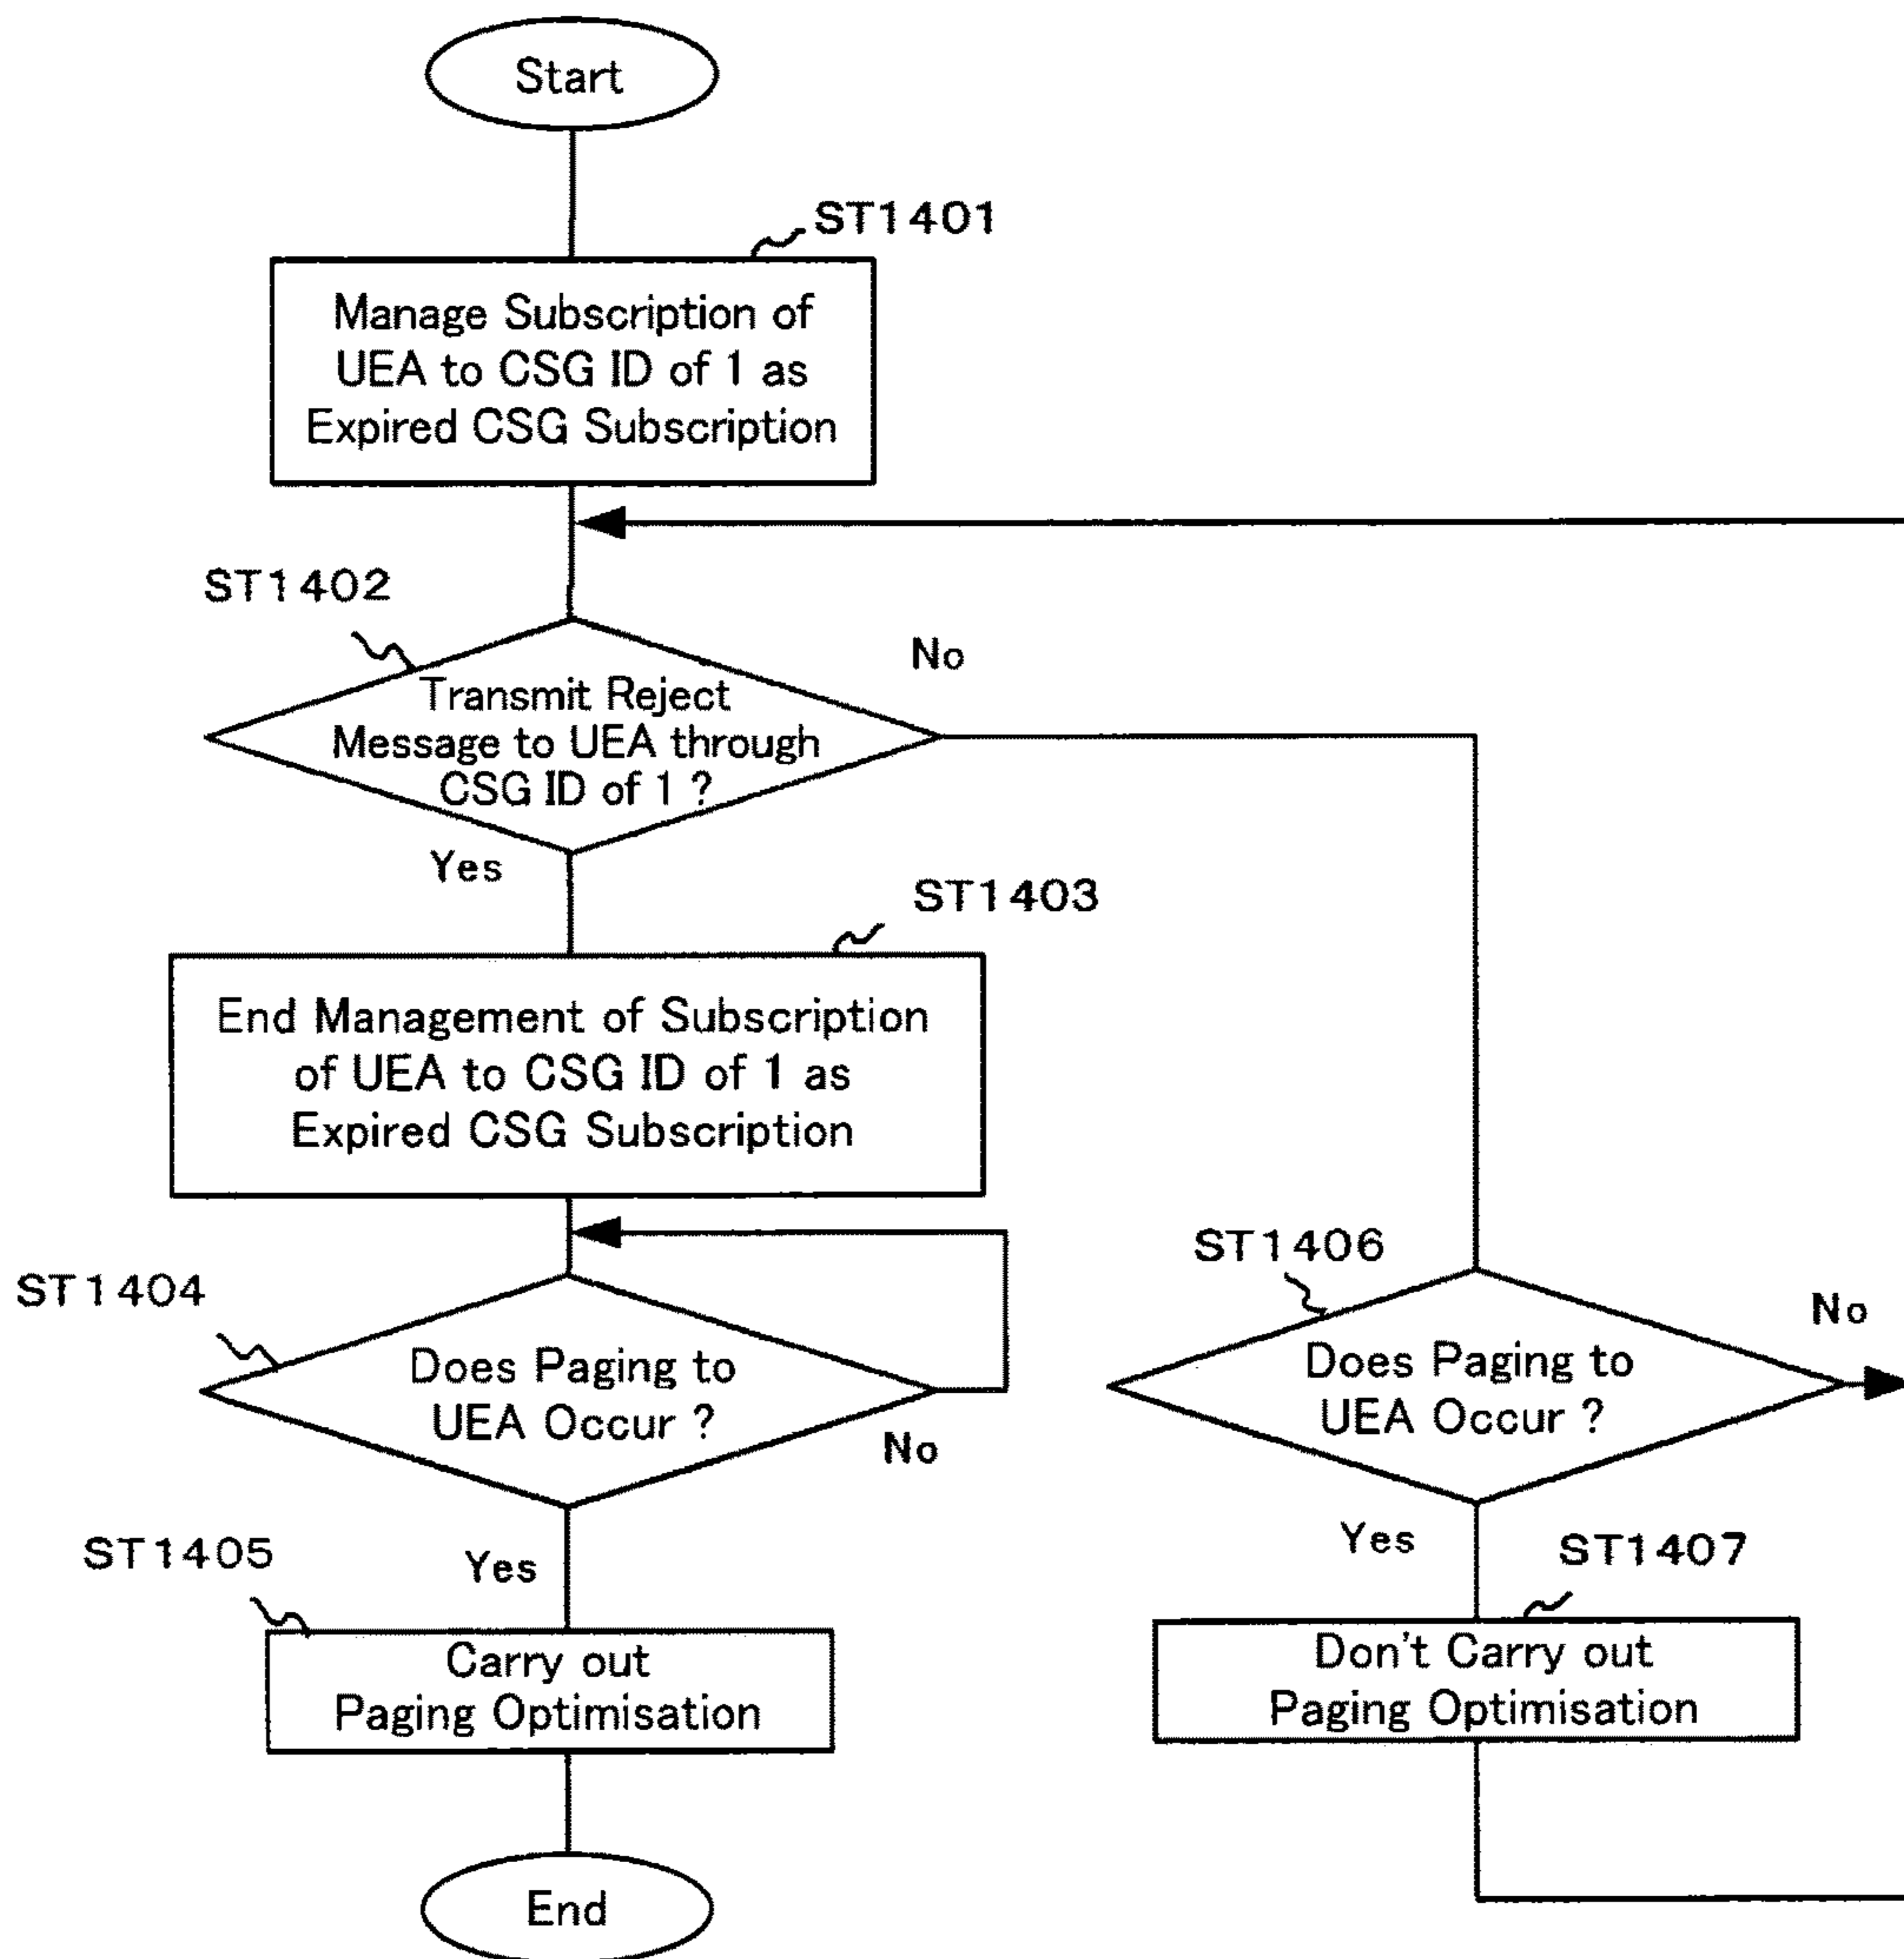 Start
ST1401
Manage Subscription of
UEA to CSG ID of 1 as
Expired CSG Subscription
ST1402
No
Transmit Reject
Message to UEA through
CSG ID of 1 ?
Yes
ST1403
End Management of Subscription
of UEA to CSG ID of 1 as
Expired CSG Subscription
ST1404
Does Paging to
UEA Occur ?
No
ST1405
Yes
Carry out
Paging Optimisation
End
ST1406
No
Does Paging to
UEA Occur ?
Yes
ST1407
Don't Carry out
Paging Optimisation